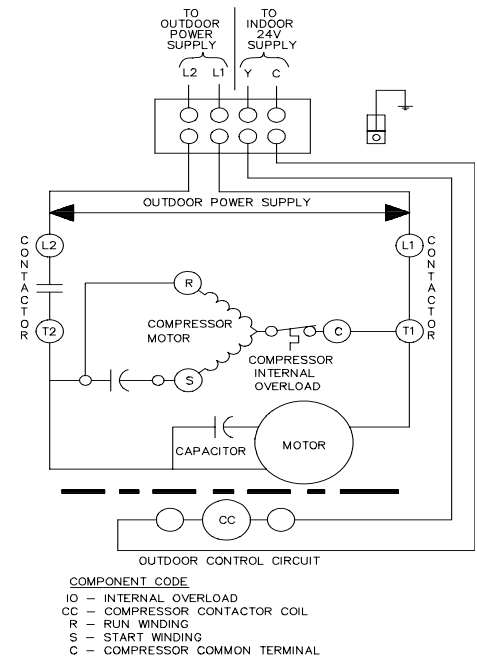 TO
OUTDOOR
POWER
SUPPLY
TO
INDOOR
24V
SUPPLY
L2 L1 Y C
OUTDOOR POWER SUPPLY
CONTACTOR
L2
L1
CONTACTOR
R
COMPRESSOR
MOTOR
T2
C
T1
COMPRESSOR
INTERNAL
OVERLOAD
S
CAPACITOR
MOTOR
CC
OUTDOOR CONTROL CIRCUIT
COMPONENT CODE
IO – INTERNAL OVERLOAD
CC – COMPRESSOR CONTACTOR COIL
R – RUN WINDING
S – START WINDING
C – COMPRESSOR COMMON TERMINAL